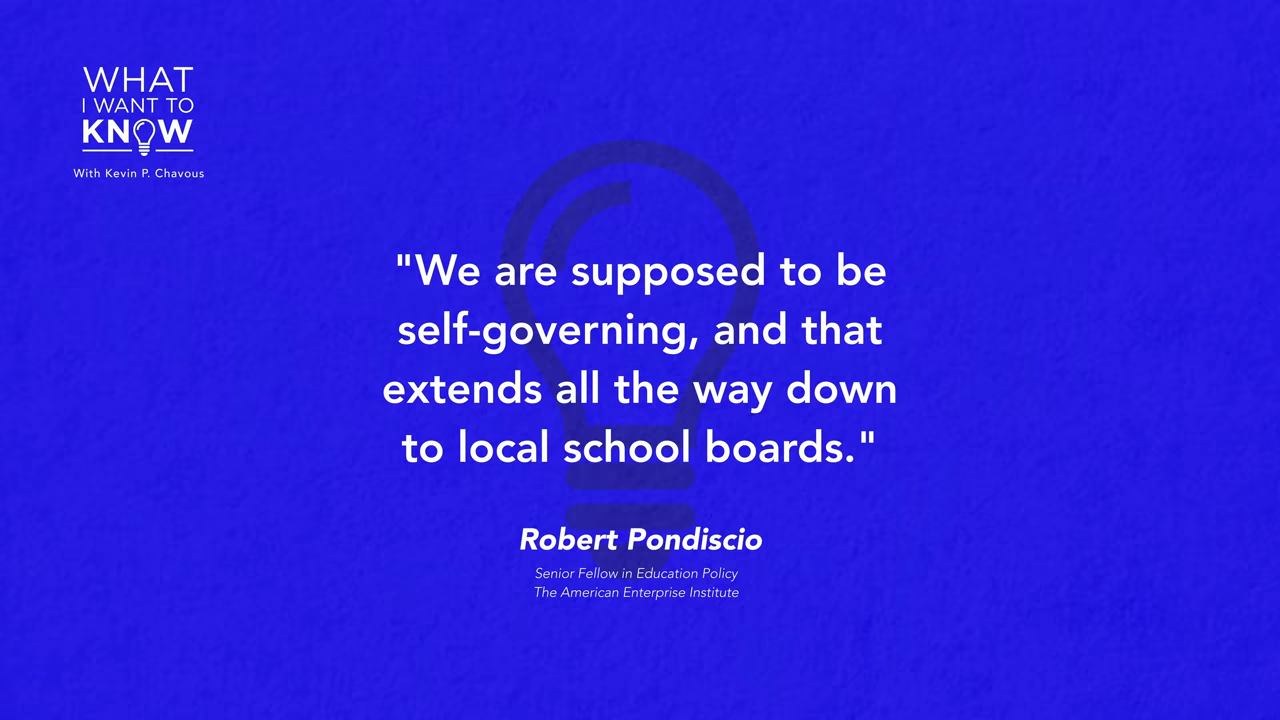 WHAT
I WANT TO
KNOW
With Kevin P. Chavous
"We are supposed to be
self-governing, and that
extends all the way down
to local school boards."
Robert Pondiscio
Senior Fellow in Education Policy
The American Enterprise Institute